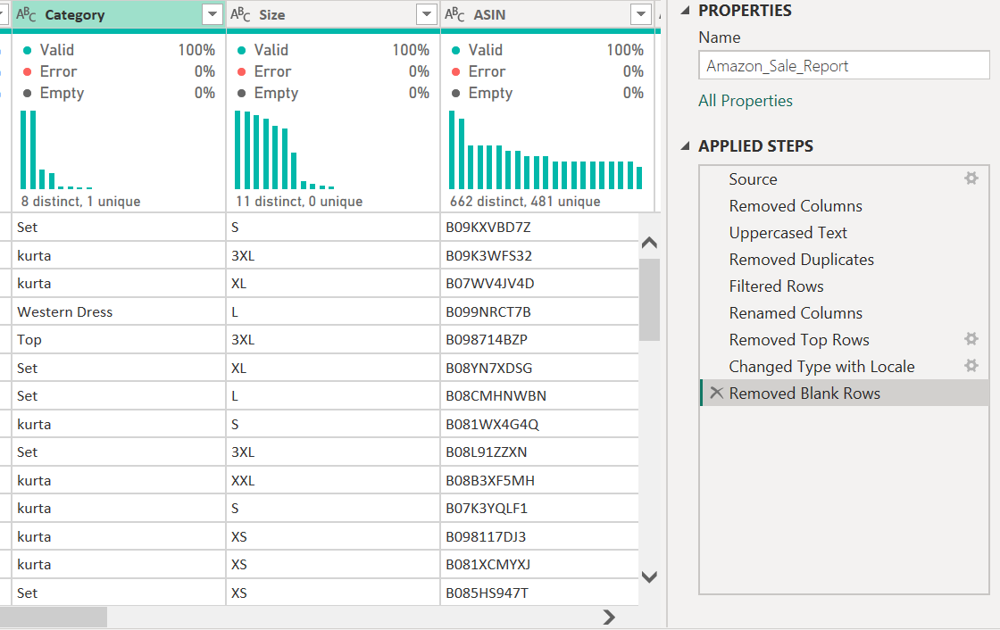 ABC Category ABC Size ABC ASIN
Valid 100% Valid 100% Valid 100%
Error 0% Error 0% Error 0%
Empty 0% Empty 0% Empty 0%
8 distinct, 1 unique 11 distinct, 0 unique 662 distinct, 481 unique
Set S B09KXVBD7Z
kurta 3XL B09K3WFS32
kurta XL B07WV4JV4D
Western Dress L B099NRCT7B
Top 3XL B098714BZP
Set XL B08YN7XDSG
Set L B08CMHNWBN
kurta S B081WX4G4Q
Set 3XL B08L91ZZXN
kurta XXL B08B3XF5MH
kurta S B07K3YQLF1
kurta XS B098117DJ3
kurta XS B081XCMYXJ
Set XS B085HS947T
PROPERTIES
Name
Amazon_Sale_Report
All Properties
APPLIED STEPS
Source
Removed Columns
Uppercased Text
Removed Duplicates
Filtered Rows
Renamed Columns
Removed Top Rows
Changed Type with Locale
Removed Blank Rows